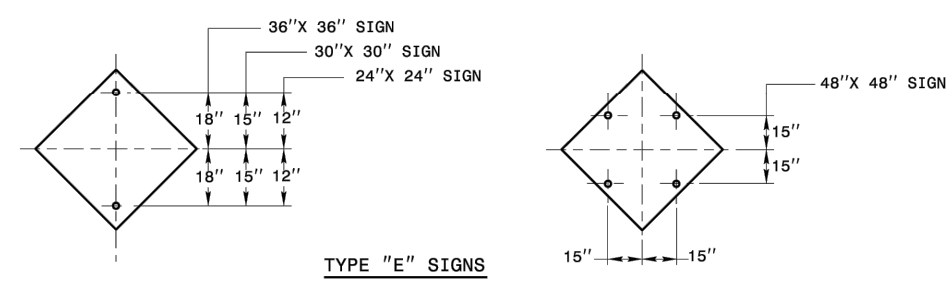 36"X 36" SIGN
30"X 30" SIGN
24"X 24" SIGN
18" 15" 12"
18" 15" 12"
48"X 48" SIGN
15"
15"
15" 15"
TYPE "E" SIGNS